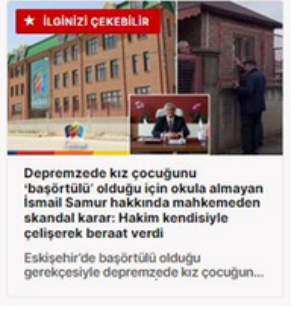 ★ İLGİNİZİ ÇEKEBİLİR
Depremzede kız çocuğunu
‘başörtülü’ olduğu için okula almayan
İsmail Samur hakkında mahkemeden
skandal karar: Hakim kendisiyle
çelişerek beraat verdi
Eskişehir’de başörtülü olduğu
gerekçesiyle depremzede kız çocuğun...